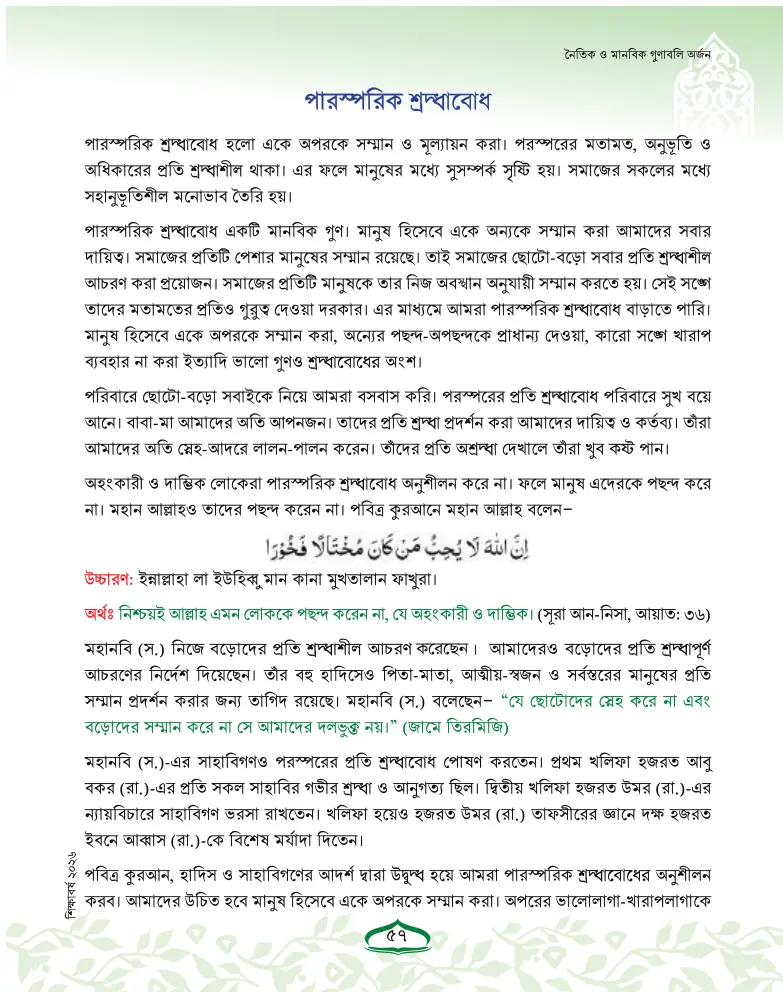 নৈতিক ও মানবিক গুণাবলি অর্জন
পারস্পরিক শ্রদ্ধাবোধ
পারস্পরিক শ্রদ্ধাবোধ হলো একে অপরকে সম্মান ও মূল্যায়ন করা। পরস্পরের মতামত, অনুভূতি ও
অধিকারের প্রতি শ্রদ্ধাশীল থাকা। এর ফলে মানুষের মধ্যে সুসম্পর্ক সৃষ্টি হয়। সমাজের সকলের মধ্যে
সহানুভূতিশীল মনোভাব তৈরি হয়।
পারস্পরিক শ্রদ্ধাবোধ একটি মানবিক গুণ। মানুষ হিসেবে একে অন্যকে সম্মান করা আমাদের সবার
দায়িত্ব। সমাজের প্রতিটি পেশার মানুষের সম্মান রয়েছে। তাই সমাজের ছোটো-বড়ো সবার প্রতি শ্রদ্ধাশীল
আচরণ করা প্রয়োজন। সমাজের প্রতিটি মানুষকে তার নিজ অবস্থান অনুযায়ী সম্মান করতে হয়। সেই সঙ্গে
তাদের মতামতের প্রতিও গুরুত্ব দেওয়া দরকার। এর মাধ্যমে আমরা পারস্পরিক শ্রদ্ধাবোধ বাড়াতে পারি।
মানুষ হিসেবে একে অপরকে সম্মান করা, অন্যের পছন্দ-অপছন্দকে প্রাধান্য দেওয়া, কারো সঙ্গে খারাপ
ব্যবহার না করা ইত্যাদি ভালো গুণও শ্রদ্ধাবোধের অংশ।
পরিবারে ছোটো-বড়ো সবাইকে নিয়ে আমরা বসবাস করি। পরস্পরের প্রতি শ্রদ্ধাবোধ পরিবারে সুখ বয়ে
আনে। বাবা-মা আমাদের অতি আপনজন। তাদের প্রতি শ্রদ্ধা প্রদর্শন করা আমাদের দায়িত্ব ও কর্তব্য। তাঁরা
আমাদের অতি স্নেহ-আদরে লালন-পালন করেন। তাঁদের প্রতি অশ্রদ্ধা দেখালে তাঁরা খুব কষ্ট পান।
অহংকারী ও দাম্ভিক লোকেরা পারস্পরিক শ্রদ্ধাবোধ অনুশীলন করে না। ফলে মানুষ এদেরকে পছন্দ করে
না। মহান আল্লাহও তাদের পছন্দ করেন না। পবিত্র কুরআনে মহান আল্লাহ বলেন−
اِنَّ اللهَ لَا يُحِبُّ مَنْ كَانَ مُخْتَالًا فَخُوْرَا
উচ্চারণ: ইন্নাল্লাহা লা ইউহিব্বু মান কানা মুখতালান ফাখুরা।
অর্থঃ নিশ্চয়ই আল্লাহ এমন লোককে পছন্দ করেন না, যে অহংকারী ও দাম্ভিক। (সূরা আন-নিসা, আয়াত: ৩৬)
মহানবি (স.) নিজে বড়োদের প্রতি শ্রদ্ধাশীল আচরণ করেছেন। আমাদেরও বড়োদের প্রতি শ্রদ্ধাপূর্ণ
আচরণের নির্দেশ দিয়েছেন। তাঁর বহু হাদিসেও পিতা-মাতা, আত্মীয়-স্বজন ও সর্বস্তরের মানুষের প্রতি
সম্মান প্রদর্শন করার জন্য তাগিদ রয়েছে। মহানবি (স.) বলেছেন− “যে ছোটোদের স্নেহ করে না এবং
বড়োদের সম্মান করে না সে আমাদের দলভুক্ত নয়।” (জামে তিরমিজি)
মহানবি (স.)-এর সাহাবিগণও পরস্পরের প্রতি শ্রদ্ধাবোধ পোষণ করতেন। প্রথম খলিফা হজরত আবু
বকর (রা.)-এর প্রতি সকল সাহাবির গভীর শ্রদ্ধা ও আনুগত্য ছিল। দ্বিতীয় খলিফা হজরত উমর (রা.)-এর
ন্যায়বিচারে সাহাবিগণ ভরসা রাখতেন। খলিফা হয়েও হজরত উমর (রা.) তাফসীরের জ্ঞানে দক্ষ হজরত
ইবনে আব্বাস (রা.)-কে বিশেষ মর্যাদা দিতেন।
পবিত্র কুরআন, হাদিস ও সাহাবিগণের আদর্শ দ্বারা উদ্বুদ্ধ হয়ে আমরা পারস্পরিক শ্রদ্ধাবোধের অনুশীলন
করব। আমাদের উচিত হবে মানুষ হিসেবে একে অপরকে সম্মান করা। অপরের ভালোলাগা-খারাপলাগাকে
শিক্ষাবর্ষ ২০২৬
৫৭